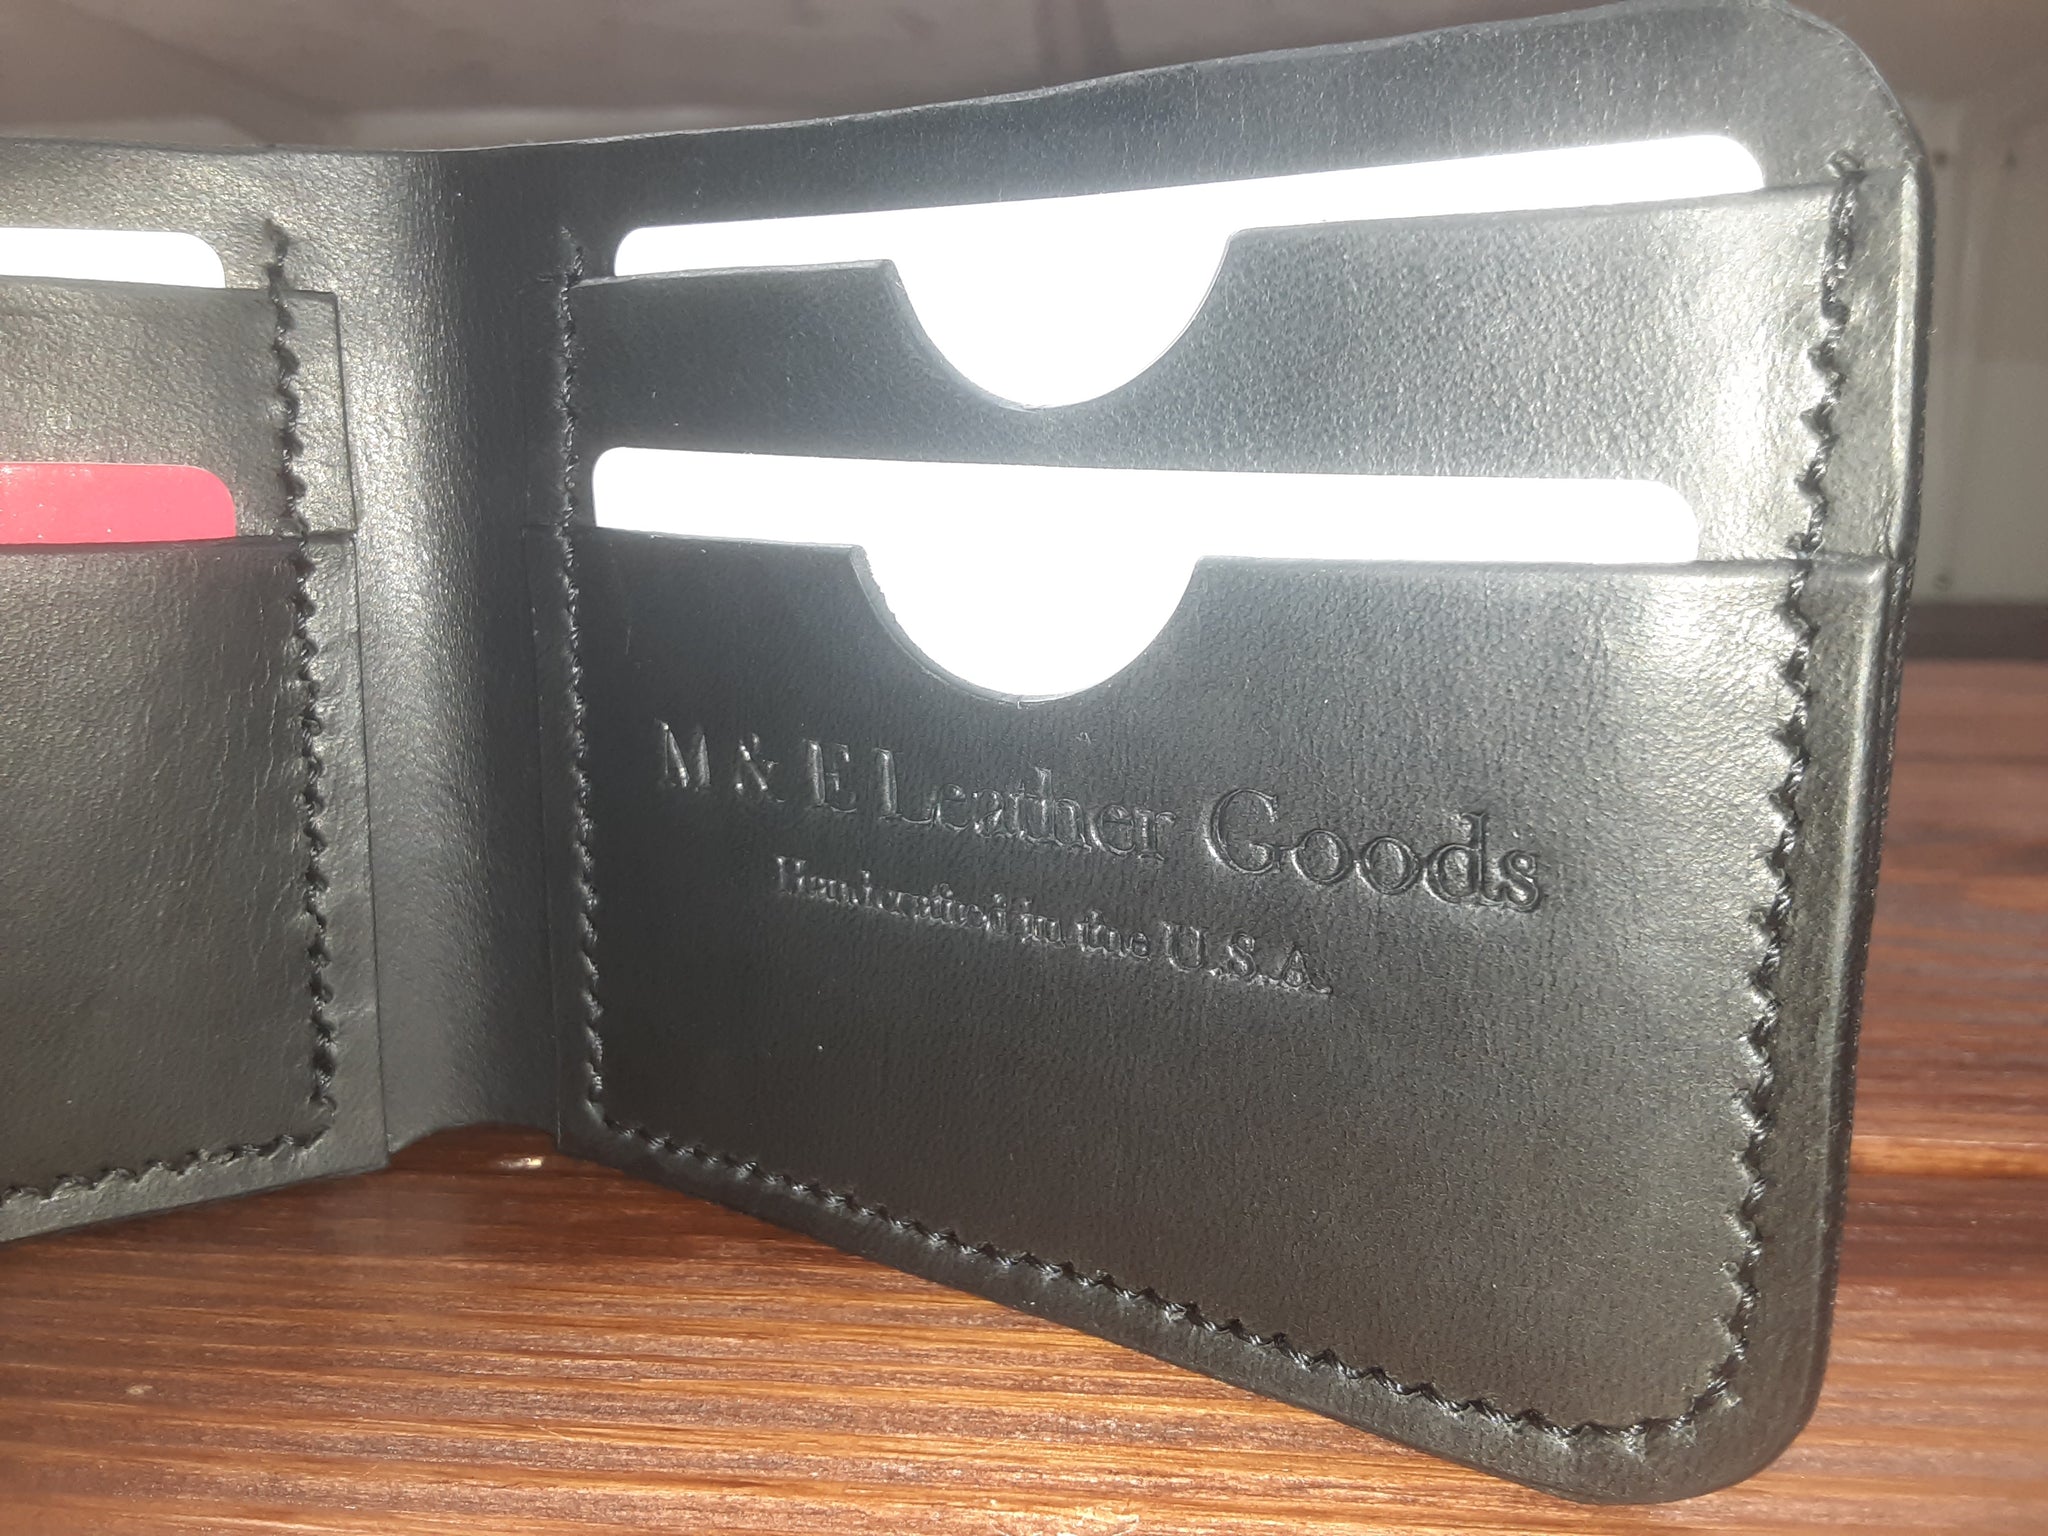 M & E Leather Goods
Handcrafted in the U.S.A.